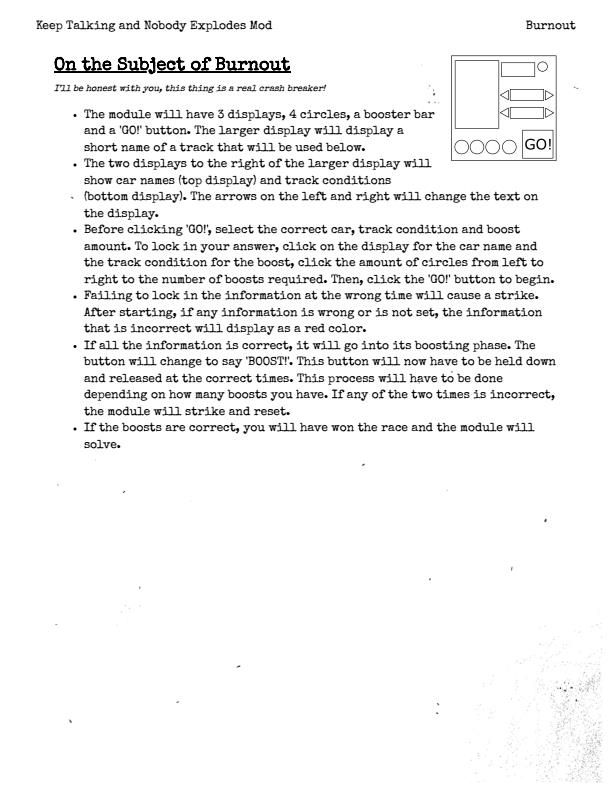 Keep Talking and Nobody Explodes Mod
Burnout
On the Subject of Burnout
I'll be honest with you, this thing is a real crash breaker!
• The module will have 3 displays, 4 circles, a booster bar
and a 'GO!' button. The larger display will display a
short name of a track that will be used below.
• The two displays to the right of the larger display will
show car names (top display) and track conditions
• (bottom display). The arrows on the left and right will change the text on
the display.
• Before clicking 'GO!', select the correct car, track condition and boost
amount. To lock in your answer, click on the display for the car name and
the track condition for the boost, click the amount of circles from left to
right to the number of boosts required. Then, click the 'GO!' button to begin.
• Failing to lock in the information at the wrong time will cause a strike.
After starting, if any information is wrong or is not set, the information
that is incorrect will display as a red color.
• If all the information is correct, it will go into its boosting phase. The
button will change to say 'BOOST!'. This button will now have to be held down
and released at the correct times. This process will have to be done
depending on how many boosts you have. If any of the two times is incorrect,
the module will strike and reset.
• If the boosts are correct, you will have won the race and the module will
solve.
GO!